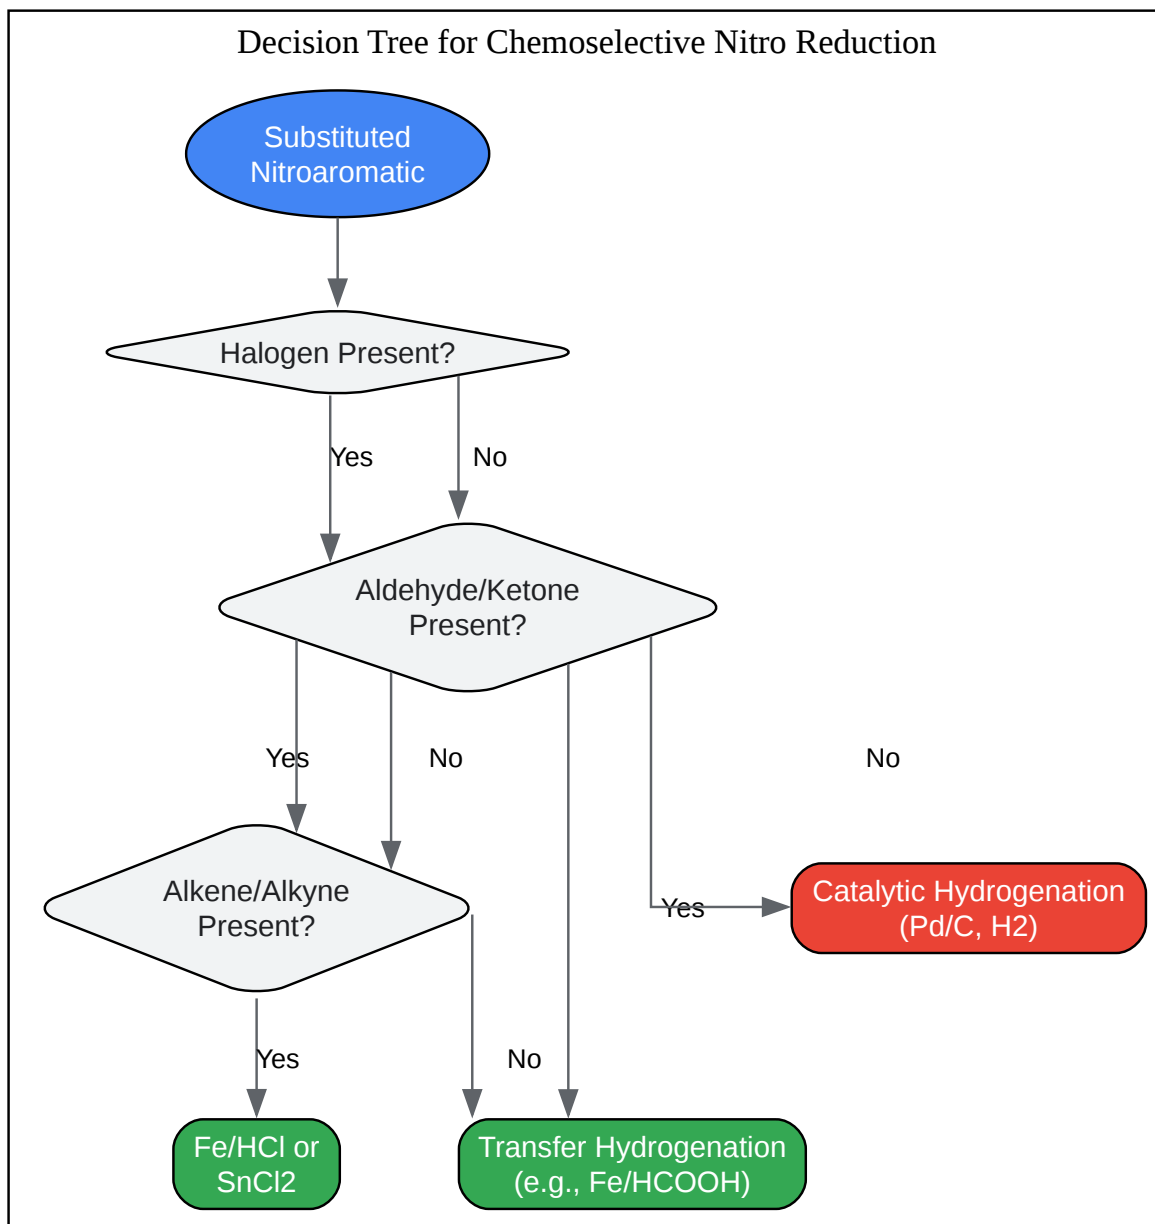 Decision Tree for Chemoselective Nitro Reduction
Substituted
Nitroaromatic
Halogen Present?
Yes
No
Aldehyde/Ketone
Present?
Yes
No
No
Alkene/Alkyne
Present?
Yes
Catalytic Hydrogenation
(Pd/C, H2)
Yes
No
Fe/HCl or
SnCl2
Transfer Hydrogenation
(e.g., Fe/HCOOH)